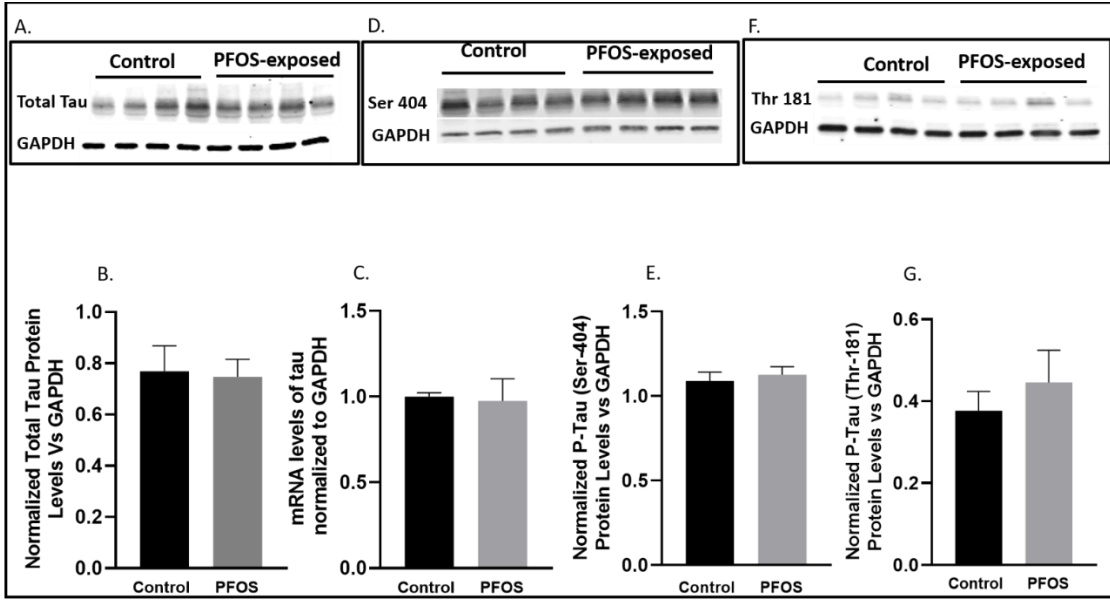 A.
Control PFOS-exposed
Total Tau
GAPDH
D.
Control PFOS-exposed
Ser 404
GAPDH
F.
Control PFOS-exposed
Thr 181
GAPDH
B.
Normalized Total Tau Protein
Levels Vs GAPDH
1.0
0.8
0.6
0.4
0.2
0.0
Control PFOS
C.
mRNA levels of tau
normalized to GAPDH
1.5
1.0
0.5
0.0
Control PFOS
E.
Normalized P-Tau (Ser-404)
Protein Levels vs GAPDH
1.5
1.0
0.5
0.0
Control PFOS
G.
Normalized P-Tau (Thr-181)
Protein Levels vs GAPDH
0.6
0.4
0.2
0.0
Control PFOS